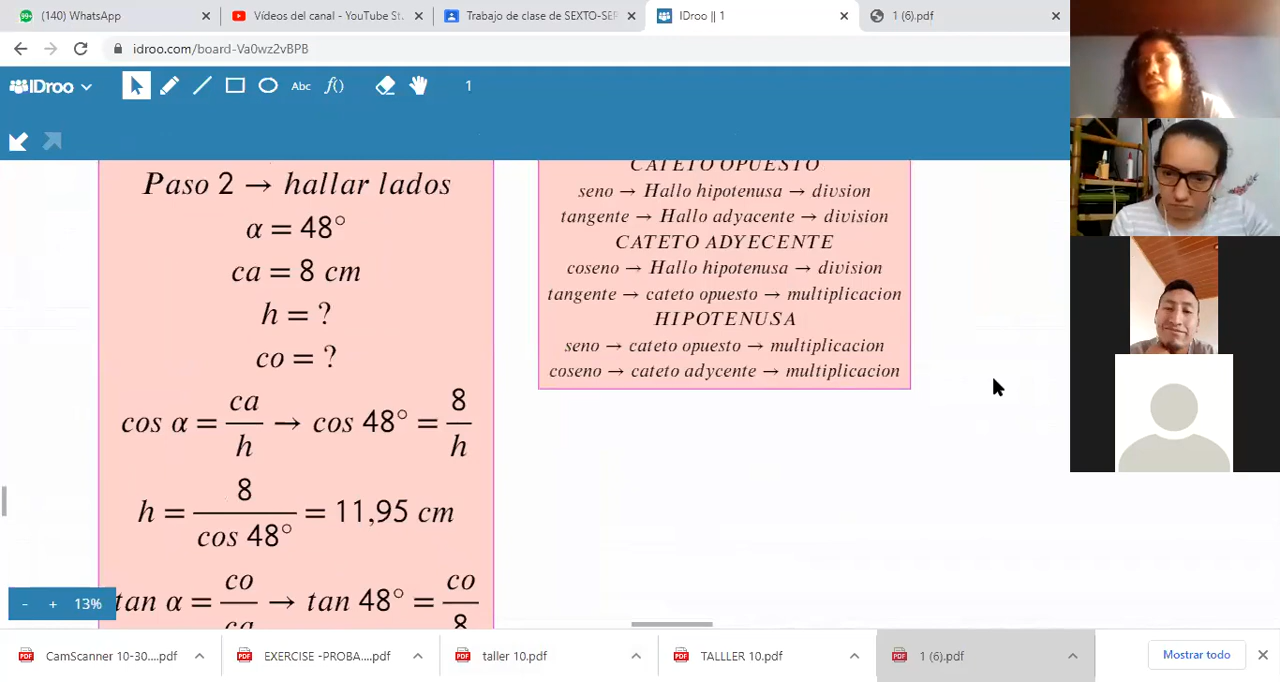 (140) WhatsApp
Vídeos del canal - YouTube St
Trabajo de clase de SEXTO-SER
IDroo || 1
1 (6).pdf
idroo.com/board-Va0wz2vBPB
IDroo
Abc
f()
1
Paso 2 → hallar lados
α = 48°
ca = 8 cm
h = ?
co = ?
cos α = ca/h → cos 48° = 8/h
h = 8/cos 48° = 11,95 cm
tan α = co/ca → tan 48° = co/8
CATETO OPUESTO
seno → Hallo hipotenusa → division
tangente → Hallo adyacente → division
CATETO ADYECENTE
coseno → Hallo hipotenusa → division
tangente → cateto opuesto → multiplicacion
HIPOTENUSA
seno → cateto opuesto → multiplicacion
coseno → cateto adycente → multiplicacion
- + 13%
CamScanner 10-30....pdf
EXERCISE -PROBA....pdf
taller 10.pdf
TALLLER 10.pdf
1 (6).pdf
Mostrar todo